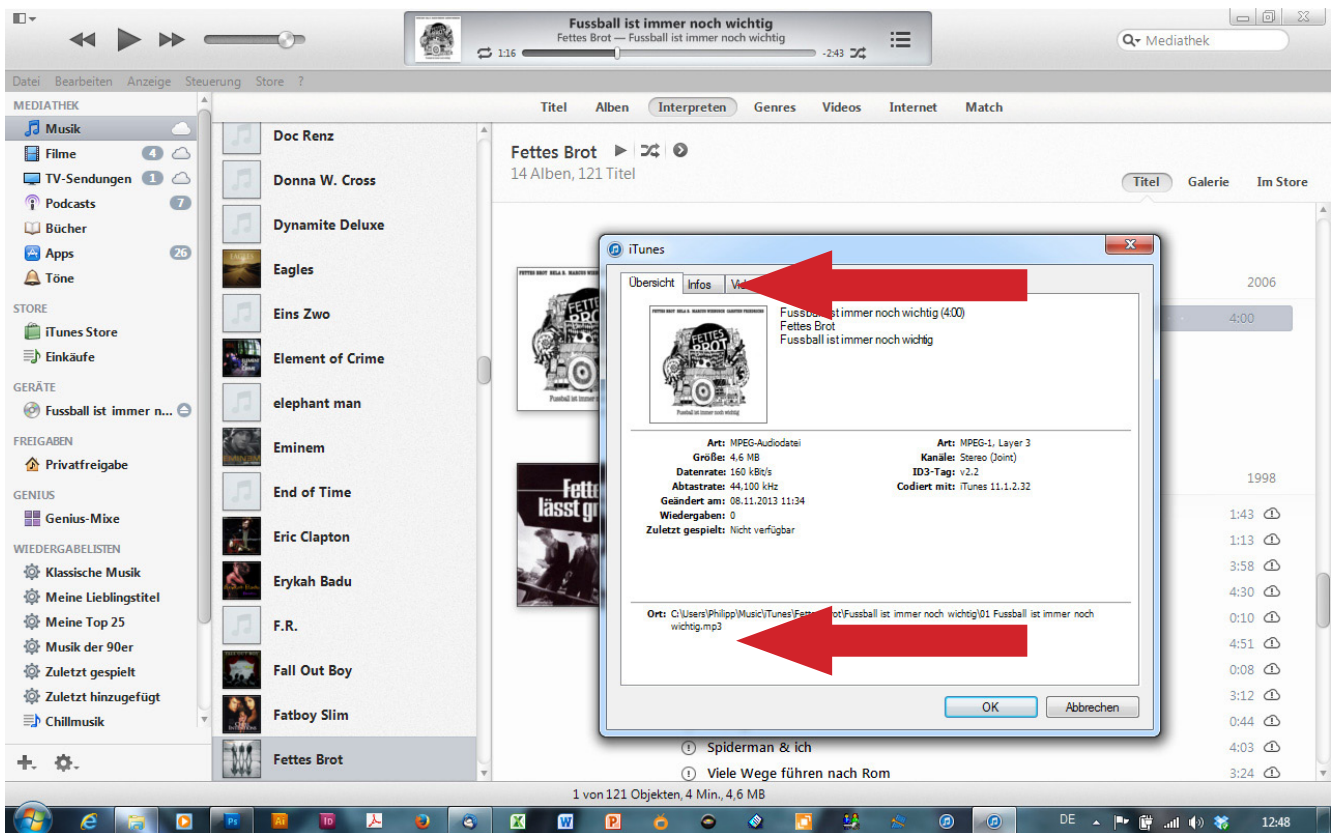 Fussball ist immer noch wichtig
Fettes Brot — Fussball ist immer noch wichtig
1:16
-2:43
Mediathek
Datei Bearbeiten Anzeige Steuerung Store ?
MEDIATHEK
Musik
Filme 4
TV-Sendungen 1
Podcasts 7
Bücher
Apps 26
Töne
STORE
iTunes Store
Einkäufe
GERÄTE
Fussball ist immer n...
FREIGABEN
Privatfreigabe
GENIUS
Genius-Mixe
WIEDERGABELISTEN
Klassische Musik
Meine Lieblingstitel
Meine Top 25
Musik der 90er
Zuletzt gespielt
Zuletzt hinzugefügt
Chillmusik
Titel Alben Interpreten Genres Videos Internet Match
Doc Renz
Donna W. Cross
Dynamite Deluxe
Eagles
Eins Zwo
Element of Crime
elephant man
Eminem
End of Time
Eric Clapton
Erykah Badu
F.R.
Fall Out Boy
Fatboy Slim
Fettes Brot
Fettes Brot
14 Alben, 121 Titel
Titel Galerie Im Store
2006
4:00
1998
1:43
1:13
3:58
4:30
0:10
4:51
0:08
3:12
0:44
Spiderman & ich 4:03
Viele Wege führen nach Rom 3:24
iTunes
Übersicht Infos
FETTES BROT
Fussball ist immer noch wichtig
Fussball ist immer noch wichtig (4:00)
Fettes Brot
Fussball ist immer noch wichtig
Art: MPEG-Audiodatei
Größe: 4,6 MB
Datenrate: 160 kBit/s
Abtastrate: 44,100 kHz
Geändert am: 08.11.2013 11:34
Wiedergaben: 0
Zuletzt gespielt: Nicht verfügbar
Art: MPEG-1, Layer 3
Kanäle: Stereo (Joint)
ID3-Tag: v2.2
Codiert mit: iTunes 11.1.2.32
Ort: C:\Users\Philipp\Music\iTunes\Fettes Brot\Fussball ist immer noch wichtig\01 Fussball ist immer noch
wichtig.mp3
OK Abbrechen
1 von 121 Objekten, 4 Min., 4,6 MB
Ps Ai ID
DE 12:48